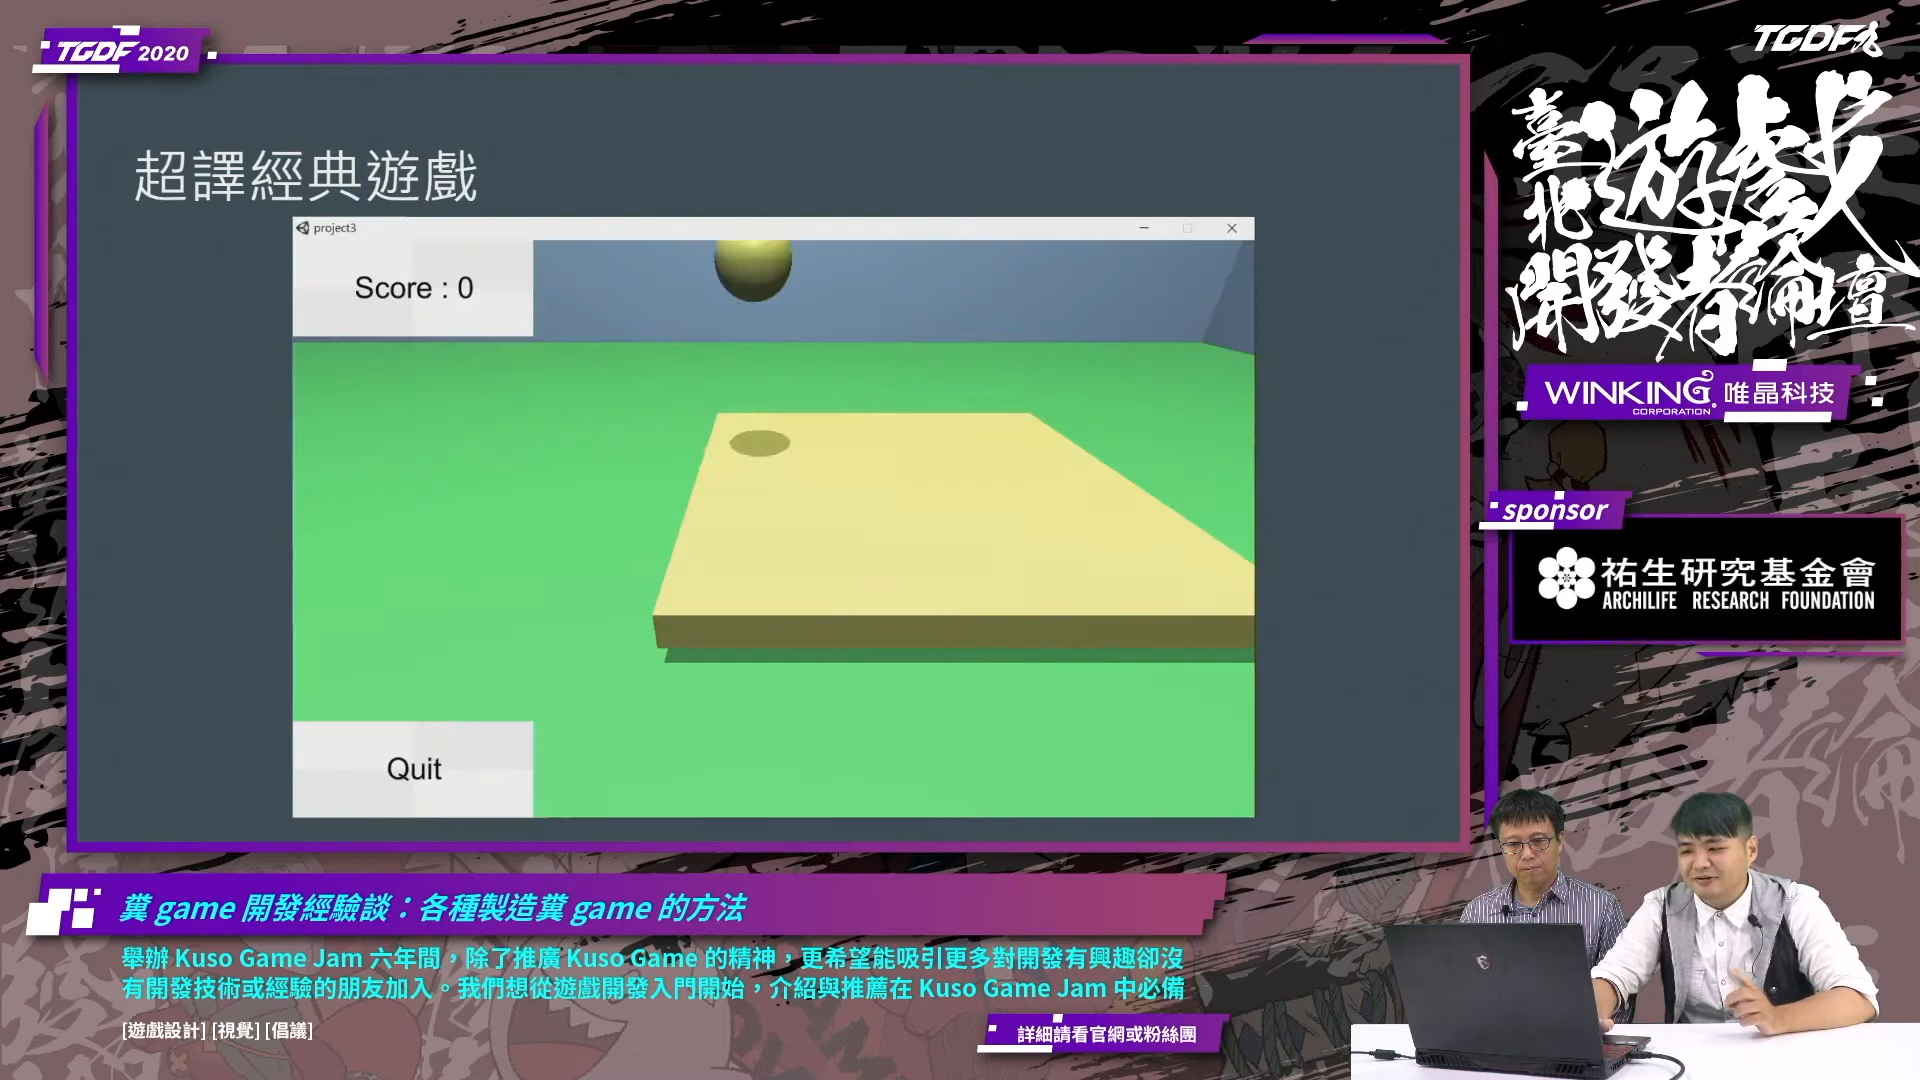 TGDF 2020
TGDF九
臺北遊戲開發者論壇
超譯經典遊戲
project3
Score : 0
Quit
WINKING 唯晶科技
CORPORATION
sponsor
祐生研究基金會
ARCHILIFE RESEARCH FOUNDATION
糞 game 開發經驗談：各種製造糞 game 的方法
舉辦 Kuso Game Jam 六年間，除了推廣 Kuso Game 的精神，更希望能吸引更多對開發有興趣卻沒
有開發技術或經驗的朋友加入。我們想從遊戲開發入門開始，介紹與推薦在 Kuso Game Jam 中必備
[遊戲設計] [視覺] [倡議]
詳細請看官網或粉絲團